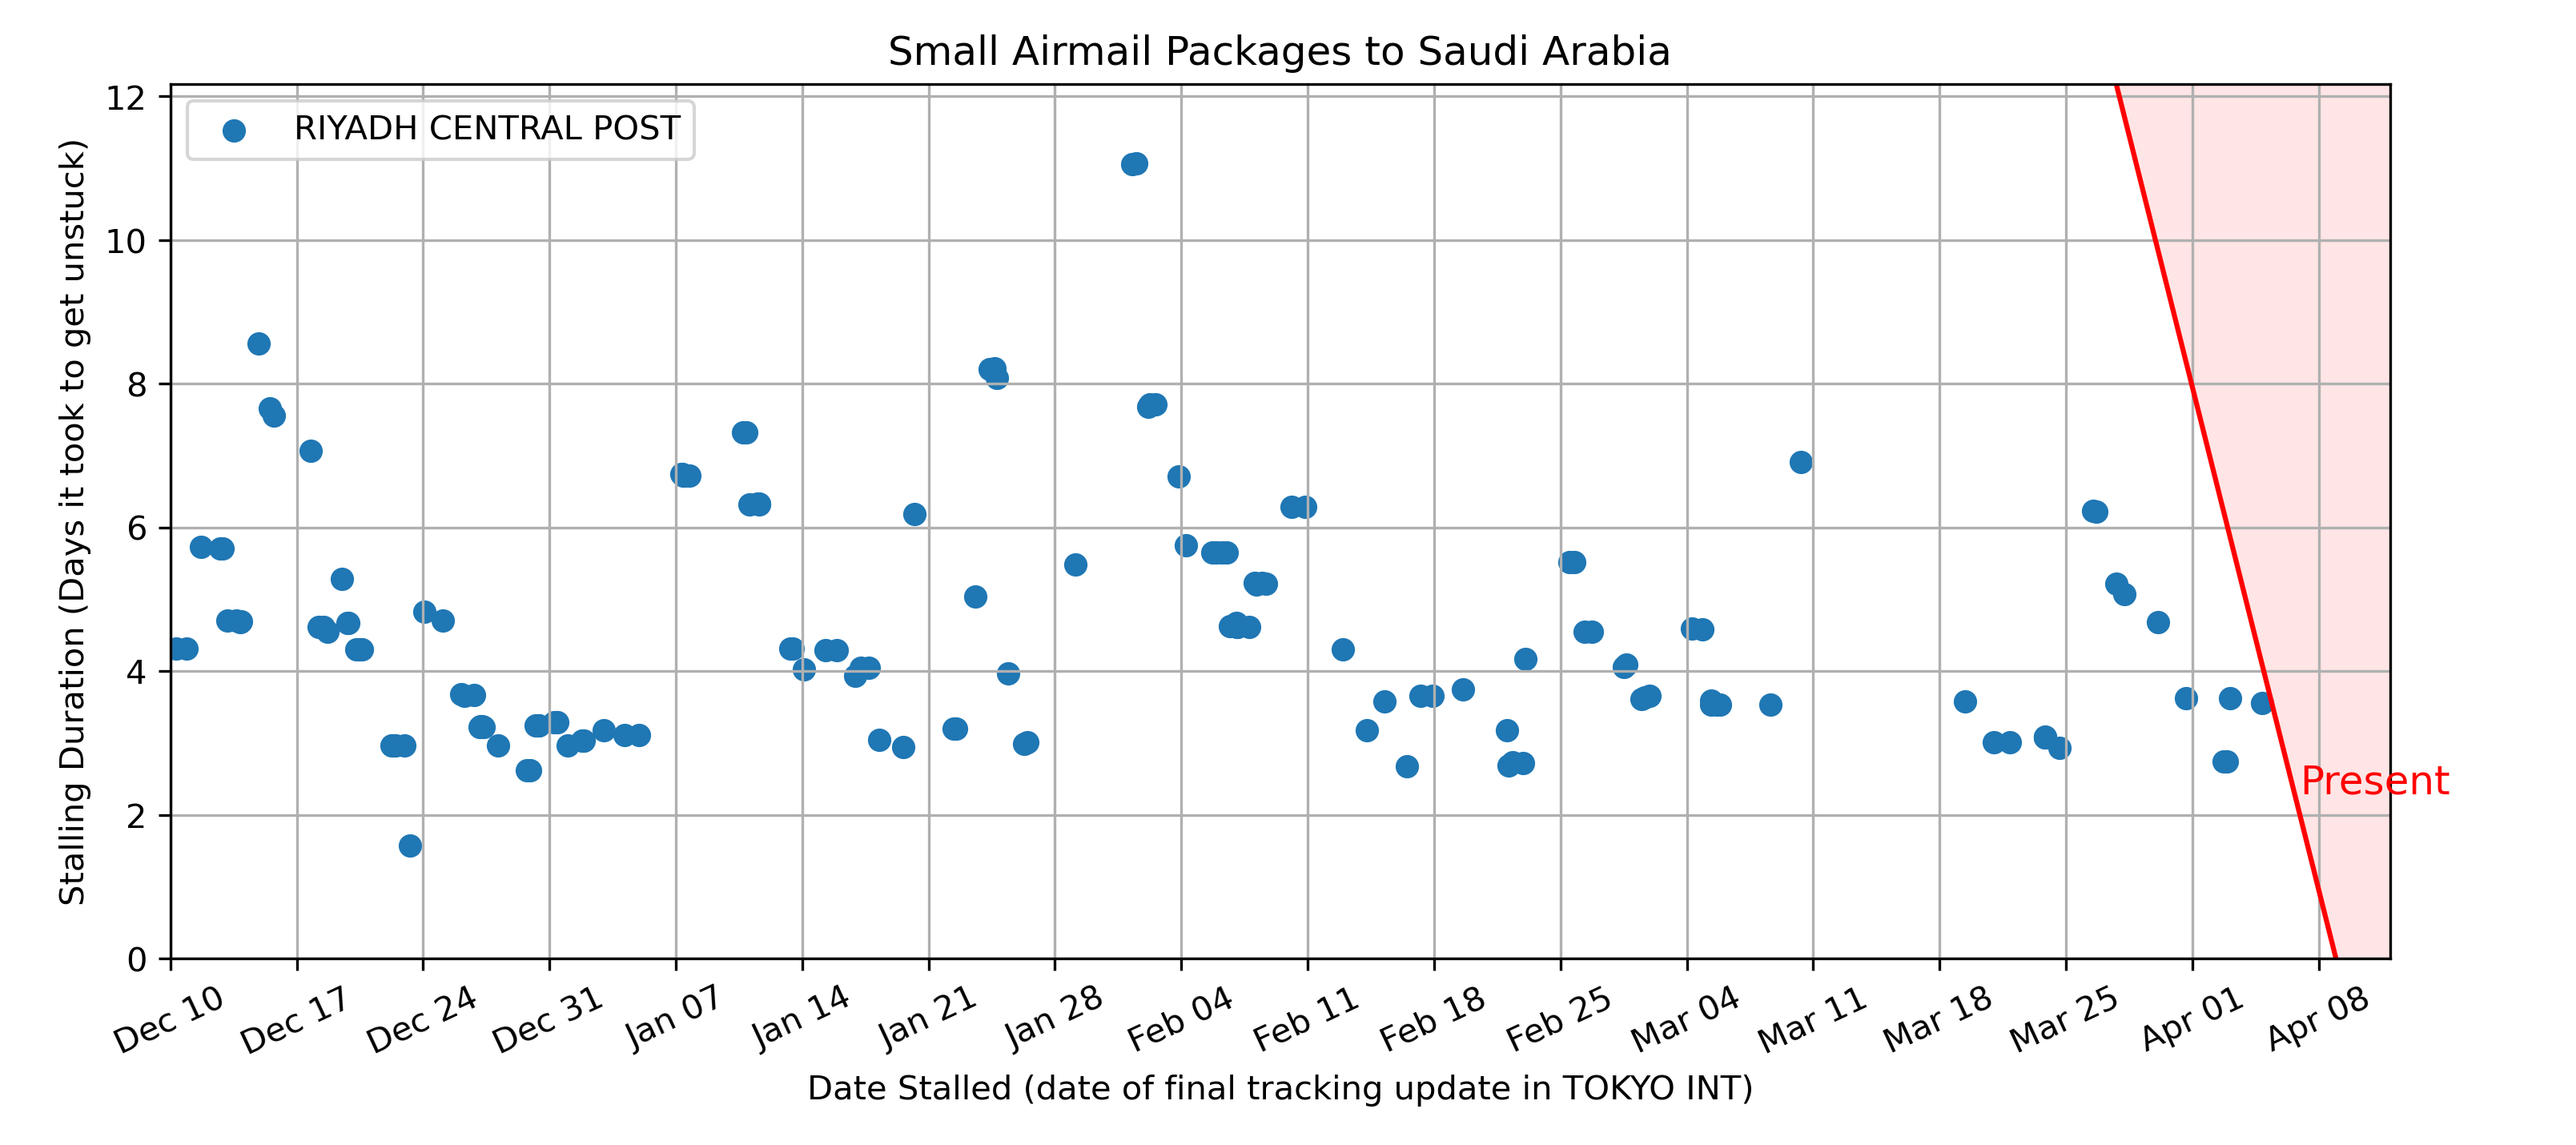 Small Airmail Packages to Saudi Arabia
RIYADH CENTRAL POST
Stalling Duration (Days it took to get unstuck)
12
10
8
6
4
2
0
Present
Dec 10
Dec 17
Dec 24
Dec 31
Jan 07
Jan 14
Jan 21
Jan 28
Feb 04
Feb 11
Feb 18
Feb 25
Mar 04
Mar 11
Mar 18
Mar 25
Apr 01
Apr 08
Date Stalled (date of final tracking update in TOKYO INT)